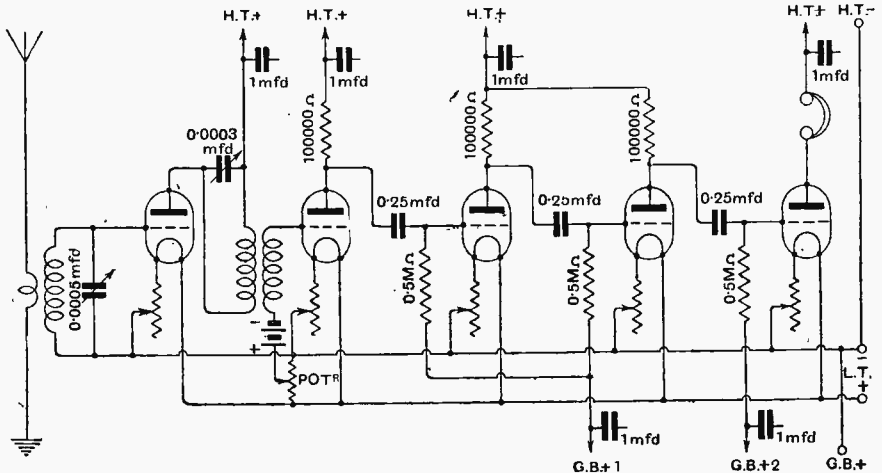 H.T.+
H.T.+
H.T.+
H.T.+
H.T.-
1mfd
1mfd
1mfd
1mfd
0·0003
mfd
100000Ω
100000Ω
100000Ω
0·25mfd
0·25mfd
0·25mfd
0·0005mfd
0·5MΩ
0·5MΩ
0·5MΩ
-
+
POTR
-
L.T.
+
1mfd
1mfd
G.B.+1
G.B.+2
G.B.+